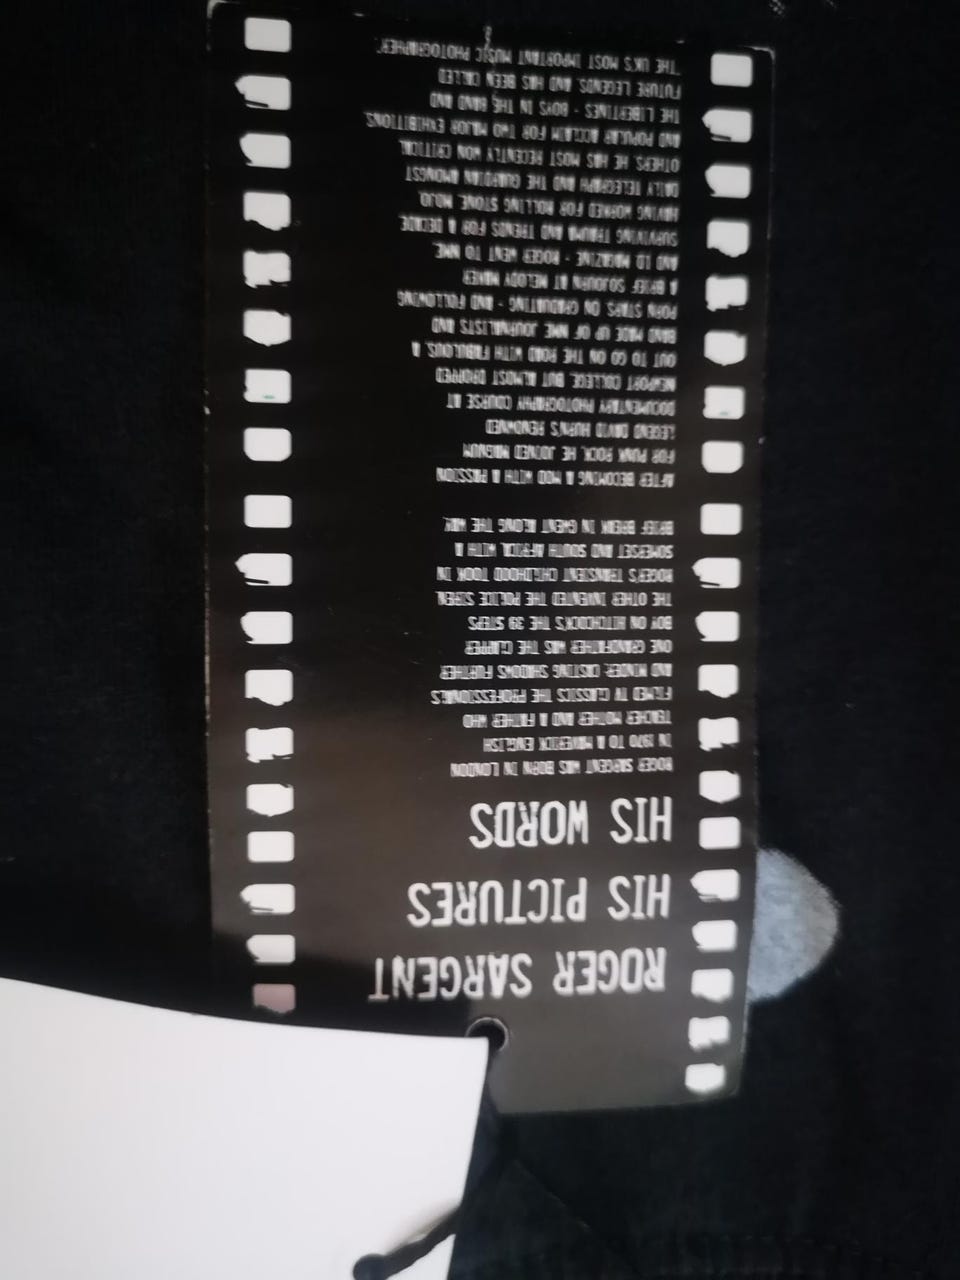 ROGER SARGENT
HIS PICTURES
HIS WORDS
ROGER SARGENT WAS BORN IN LONDON
IN 1970 TO A MAVERICK ENGLISH
TEACHER MOTHER AND A FATHER WHO
FILMED TV CLASSICS THE PROFESSIONALS
AND MINDER. CASTING SHADOWS FURTHER
ONE GRANDFATHER WAS THE CLAPPER
BOY ON HITCHCOCK'S THE 39 STEPS
THE OTHER INVENTED THE POLICE SIREN.
ROGER'S TRANSIENT CHILDHOOD TOOK IN
SOMERSET AND SOUTH AFRICA, WITH A
BRIEF BREAK IN GWENT ALONG THE WAY.
AFTER BECOMING A MOD WITH A PASSION
FOR PUNK ROCK, HE JOINED MAGNUM
LEGEND DAVID HURN'S RENOWNED
DOCUMENTARY PHOTOGRAPHY COURSE AT
NEWPORT COLLEGE, BUT ALMOST DROPPED
OUT TO GO ON THE ROAD WITH FABULOUS, A
BAND MADE UP OF NME JOURNALISTS AND
PORN STARS. ON GRADUATING - AND FOLLOWING
A BRIEF SOJOURN AT MELODY MAKER
AND ID MAGAZINE - ROGER WENT TO NME,
SURVIVING TRAUMA AND TRENDS FOR A DECADE
HAVING WORKED FOR ROLLING STONE, MOJO,
DAILY TELEGRAPH AND THE GUARDIAN AMONGST
OTHERS. HE HAS MOST RECENTLY WON CRITICAL
AND POPULAR ACCLAIM FOR TWO MAJOR EXHIBITIONS,
THE LIBERTINES - BOYS IN THE BAND AND
FUTURE LEGENDS, AND HAS BEEN CALLED
'THE UK'S MOST IMPORTANT MUSIC PHOTOGRAPHER'.